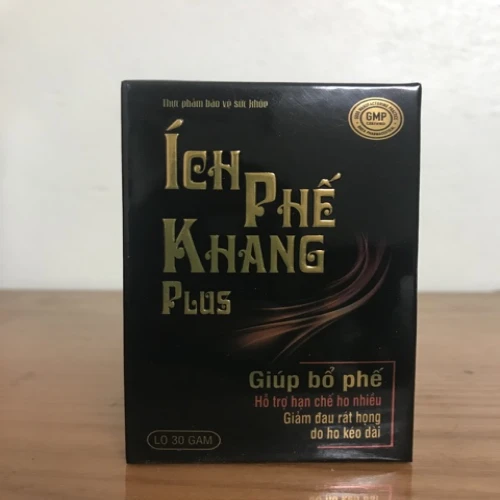 Thực phẩm bảo vệ sức khỏe
GMP
ÍCH
PHẾ
KHANG
PLUS
Giúp bổ phế
Hỗ trợ hạn chế ho nhiều
Giảm đau rát họng
do ho kéo dài
LỌ 30 GAM